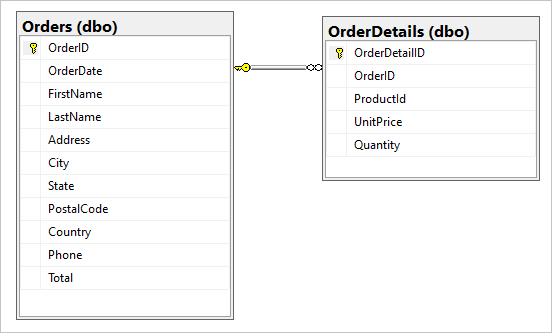 Orders (dbo)
OrderID
OrderDate
FirstName
LastName
Address
City
State
PostalCode
Country
Phone
Total
OrderDetails (dbo)
OrderDetailID
OrderID
ProductId
UnitPrice
Quantity